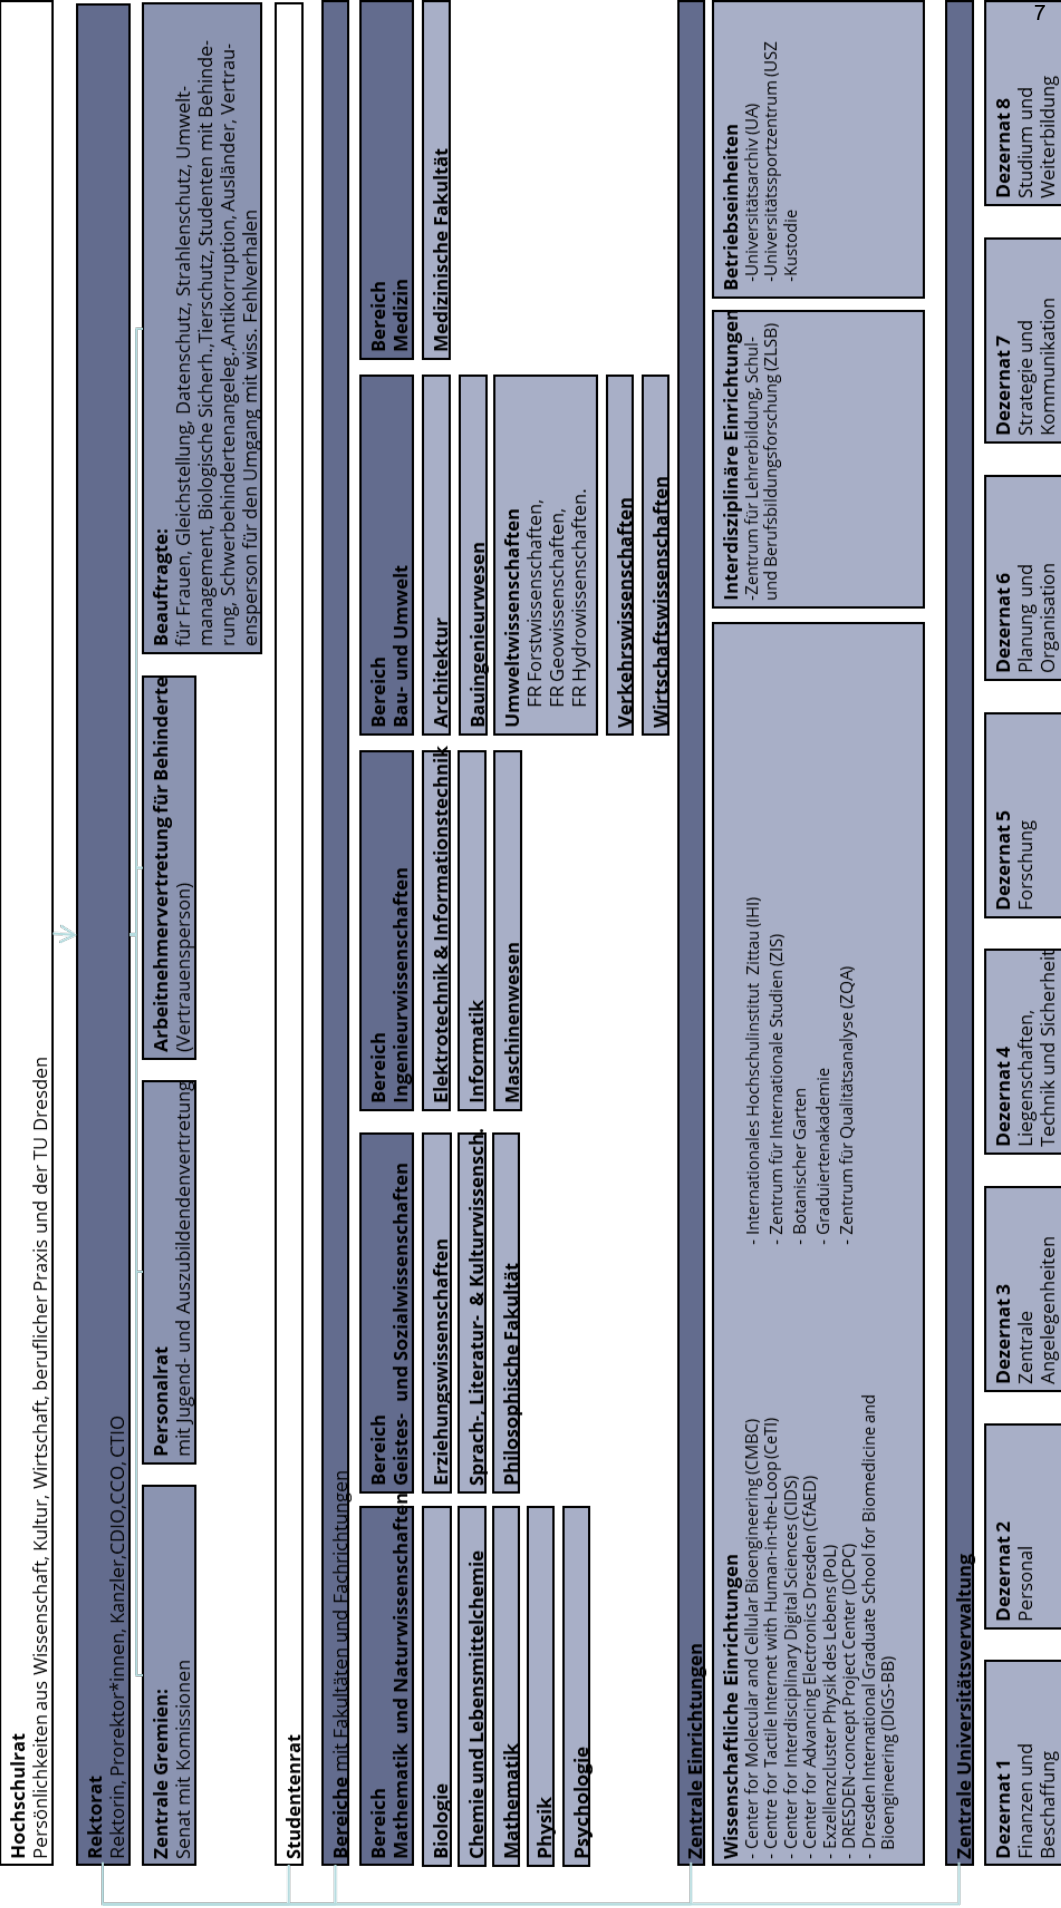 Hochschulrat
Persönlichkeiten aus Wissenschaft, Kultur, Wirtschaft, beruflicher Praxis und der TU Dresden
Rektorat
Rektorin, Prorektor*innen, Kanzler,CDIO,CCO, CTIO
Zentrale Gremien:
Senat mit Komissionen
Personalrat
mit Jugend- und Auszubildendenvertretung
Arbeitnehmervertretung für Behinderte
(Vertrauensperson)
Beauftragte:
für Frauen, Gleichstellung, Datenschutz, Strahlenschutz, Umwelt-
management, Biologische Sicherh.,Tierschutz, Studenten mit Behinde-
rung, Schwerbehindertenangeleg.,Antikorruption, Ausländer, Vertrau-
ensperson für den Umgang mit wiss. Fehlverhalten
Studentenrat
Bereiche mit Fakultäten und Fachrichtungen
Bereich
Mathematik und Naturwissenschaften
Biologie
Chemie und Lebensmittelchemie
Mathematik
Physik
Psychologie
Bereich
Geistes- und Sozialwissenschaften
Erziehungswissenschaften
Sprach-, Literatur- & Kulturwissensch.
Philosophische Fakultät
Bereich
Ingenieurwissenschaften
Elektrotechnik & Informationstechnik
Informatik
Maschinenwesen
Bereich
Bau- und Umwelt
Architektur
Bauingenieurwesen
Umweltwissenschaften
FR Forstwissenschaften,
FR Geowissenschaften,
FR Hydrowissenschaften.
Verkehrswissenschaften
Wirtschaftswissenschaften
Bereich
Medizin
Medizinische Fakultät
Zentrale Einrichtungen
Wissenschaftliche Einrichtungen
- Center for Molecular and Cellular Bioengineering (CMBC)
- Centre for Tactile Internet with Human-in-the-Loop (CeTI)
- Center for Interdisciplinary Digital Sciences (CIDS)
- Center for Advancing Electronics Dresden (CfAED)
- Exzellenzcluster Physik des Lebens (PoL)
- DRESDEN-concept Project Center (DCPC)
- Dresden International Graduate School for Biomedicine and
Bioengineering (DIGS-BB)
- Internationales Hochschulinstitut Zittau (IHI)
- Zentrum für Internationale Studien (ZIS)
- Botanischer Garten
- Graduiertenakademie
- Zentrum für Qualitätsanalyse (ZQA)
Interdisziplinäre Einrichtungen
-Zentrum für Lehrerbildung, Schul-
und Berufsbildungsforschung (ZLSB)
Betriebseinheiten
-Universitätsarchiv (UA)
-Universitätssportzentrum (USZ
-Kustodie
Zentrale Universitätsverwaltung
Dezernat 1
Finanzen und
Beschaffung
Dezernat 2
Personal
Dezernat 3
Zentrale
Angelegenheiten
Dezernat 4
Liegenschaften,
Technik und Sicherheit
Dezernat 5
Forschung
Dezernat 6
Planung und
Organisation
Dezernat 7
Strategie und
Kommunikation
Dezernat 8
Studium und
Weiterbildung
7